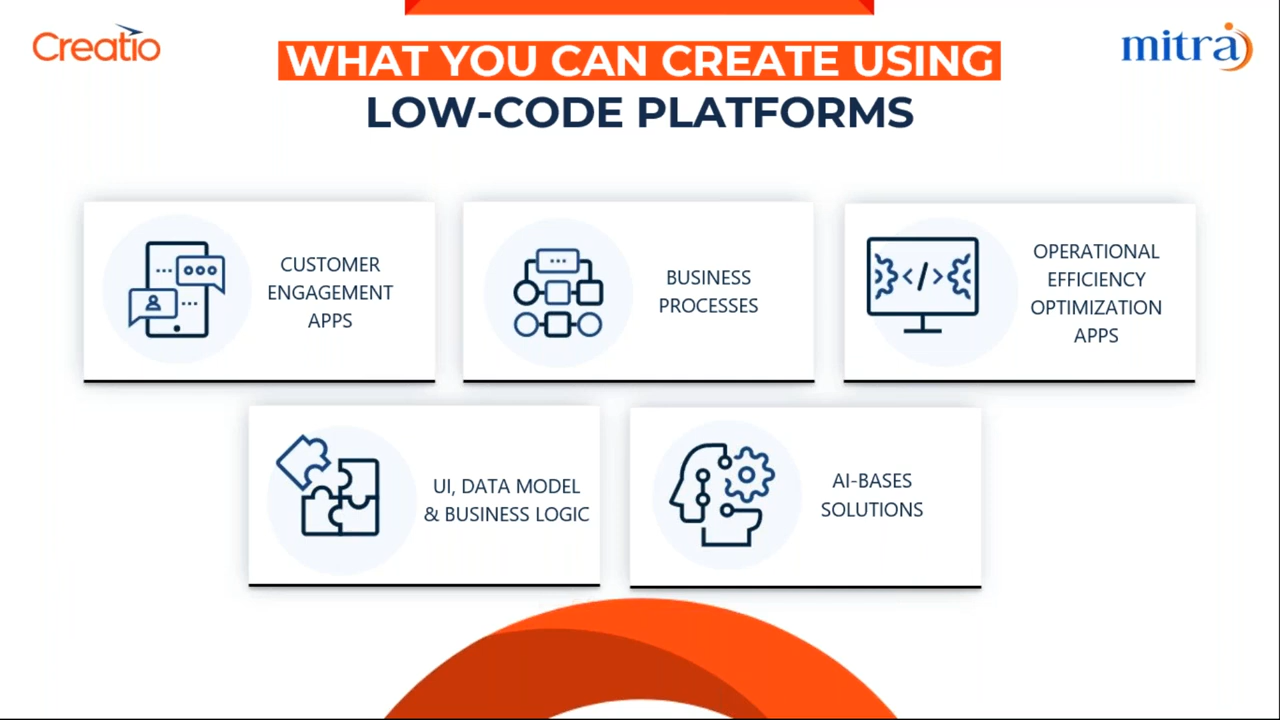 Creatio
mitra
WHAT YOU CAN CREATE USING
LOW-CODE PLATFORMS
CUSTOMER
ENGAGEMENT
APPS
BUSINESS
PROCESSES
OPERATIONAL
EFFICIENCY
OPTIMIZATION
APPS
UI, DATA MODEL
& BUSINESS LOGIC
AI-BASES
SOLUTIONS